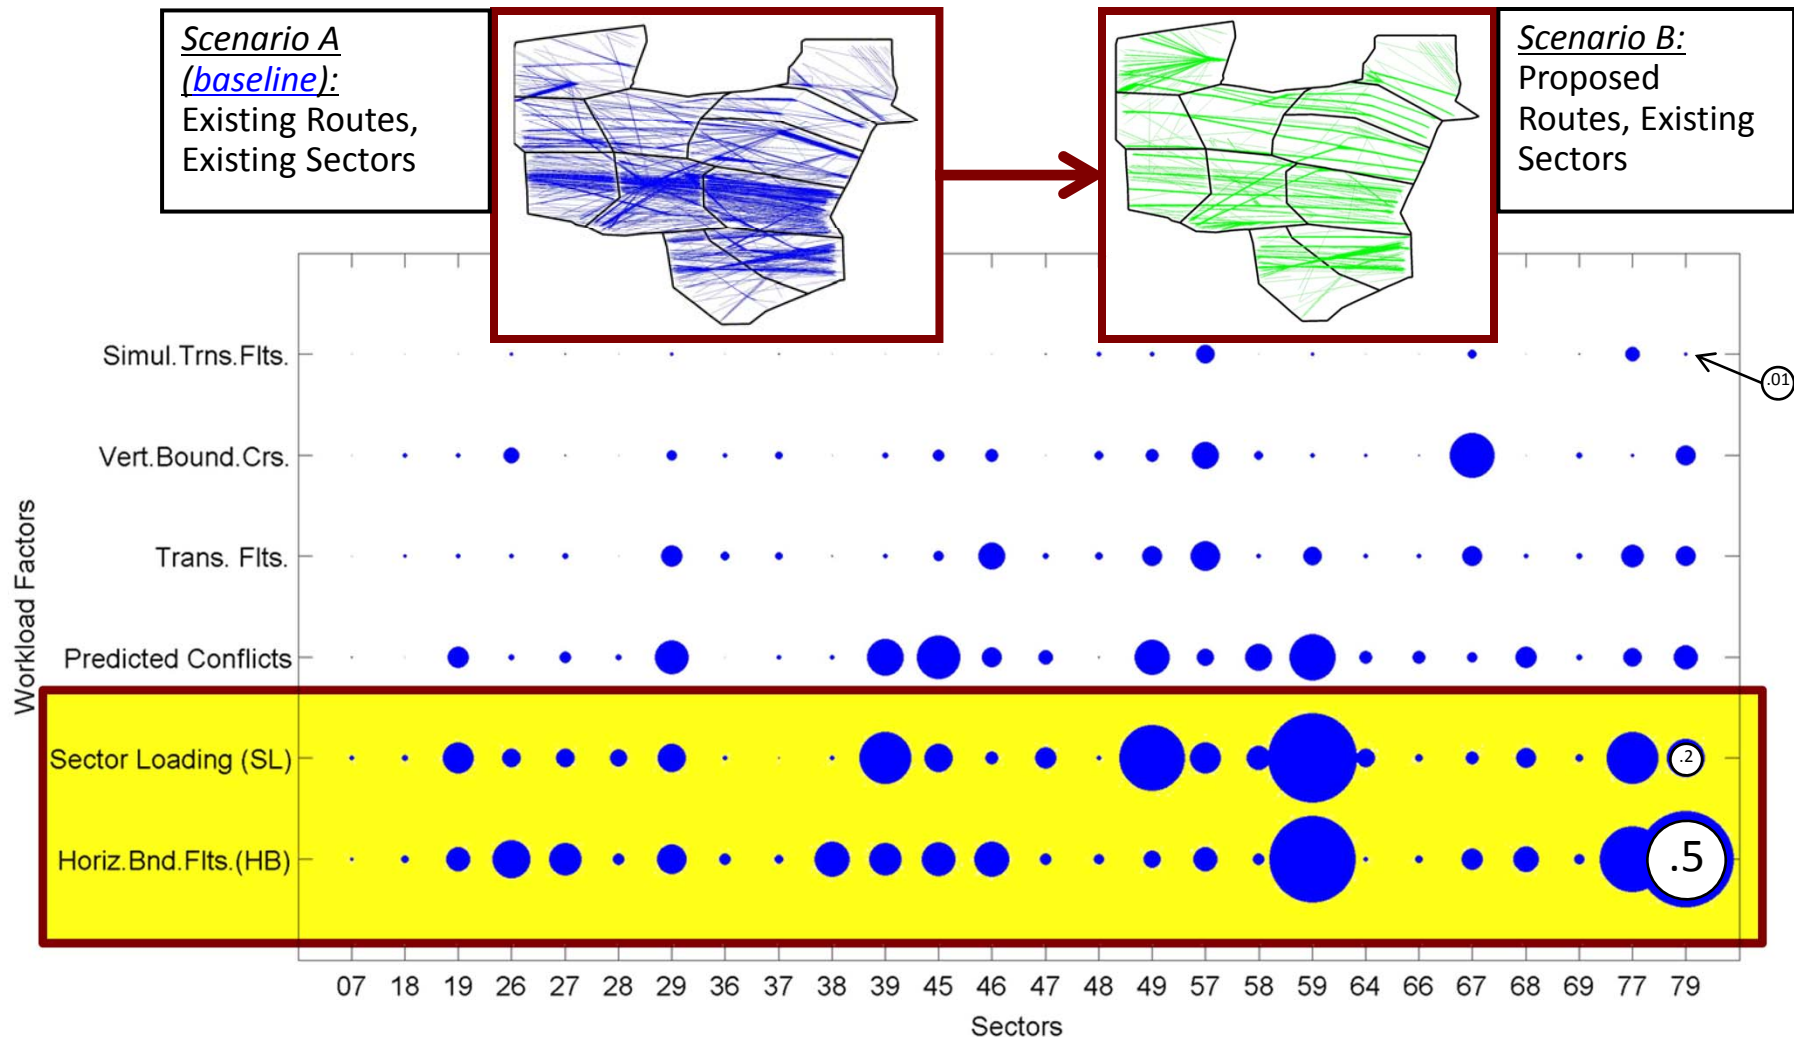 Scenario A
(baseline):
Existing Routes,
Existing Sectors
Scenario B:
Proposed
Routes, Existing
Sectors
Workload Factors
Simul.Trns.Flts.
.01
Vert.Bound.Crs.
Trans. Flts.
Predicted Conflicts
Sector Loading (SL)
.2
Horiz.Bnd.Flts.(HB)
.5
07 18 19 26 27 28 29 36 37 38 39 45 46 47 48 49 57 58 59 64 66 67 68 69 77 79
Sectors